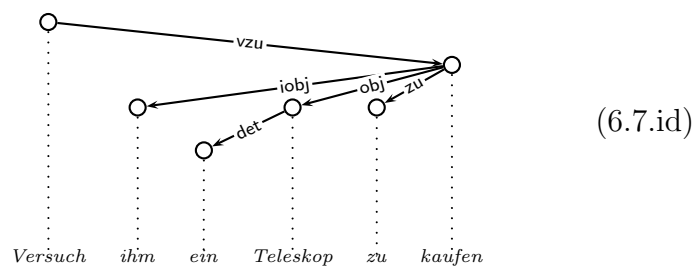 vzu
iobj obj zu
det
(6.7.id)
Versuch ihm ein Teleskop zu kaufen